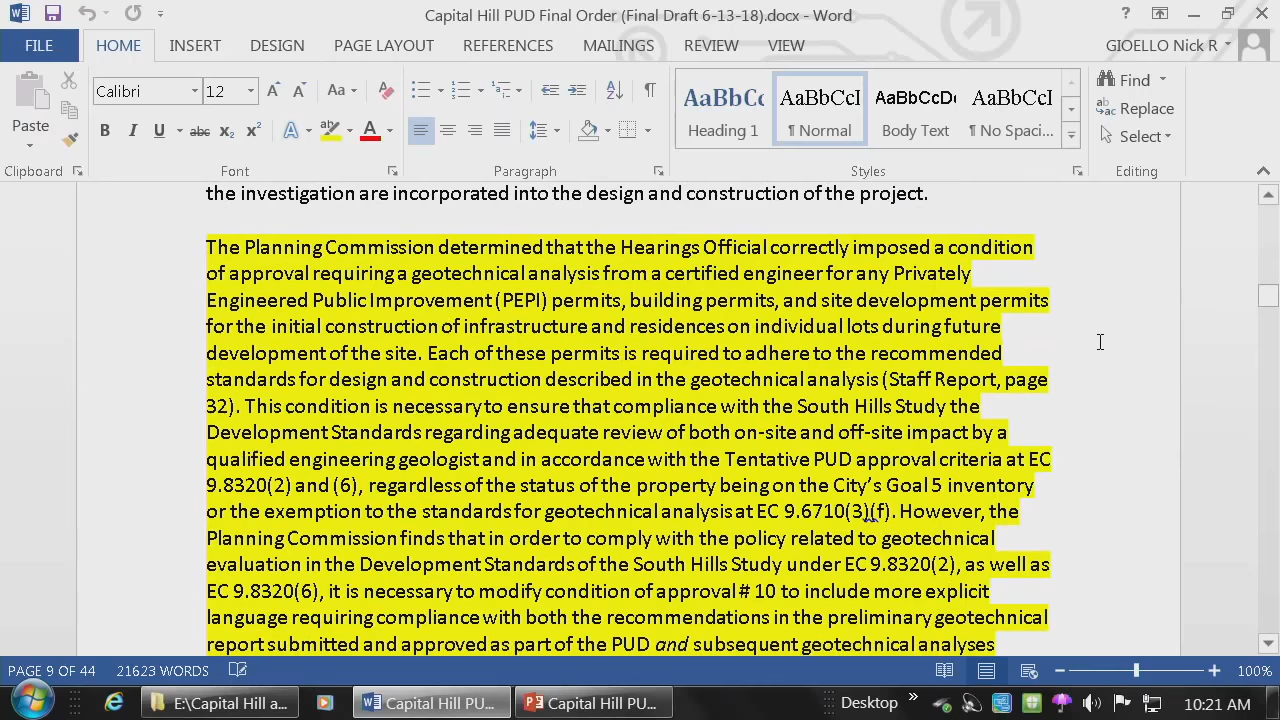 Capital Hill PUD Final Order (Final Draft 6-13-18).docx - Word
FILE HOME INSERT DESIGN PAGE LAYOUT REFERENCES MAILINGS REVIEW VIEW GIOELLO Nick R
Calibri 12 Aa AaBbCc AaBbCcI AaBbCcDc AaBbCcI Find
Replace
Paste Heading 1 ¶ Normal Body Text ¶ No Spaci... Select
Clipboard Font Paragraph Styles Editing
the investigation are incorporated into the design and construction of the project.
The Planning Commission determined that the Hearings Official correctly imposed a condition
of approval requiring a geotechnical analysis from a certified engineer for any Privately
Engineered Public Improvement (PEPI) permits, building permits, and site development permits
for the initial construction of infrastructure and residences on individual lots during future
development of the site. Each of these permits is required to adhere to the recommended
standards for design and construction described in the geotechnical analysis (Staff Report, page
32). This condition is necessary to ensure that compliance with the South Hills Study the
Development Standards regarding adequate review of both on-site and off-site impact by a
qualified engineering geologist and in accordance with the Tentative PUD approval criteria at EC
9.8320(2) and (6), regardless of the status of the property being on the City’s Goal 5 inventory
or the exemption to the standards for geotechnical analysis at EC 9.6710(3)(f). However, the
Planning Commission finds that in order to comply with the policy related to geotechnical
evaluation in the Development Standards of the South Hills Study under EC 9.8320(2), as well as
EC 9.8320(6), it is necessary to modify condition of approval # 10 to include more explicit
language requiring compliance with both the recommendations in the preliminary geotechnical
report submitted and approved as part of the PUD and subsequent geotechnical analyses
PAGE 9 OF 44 21623 WORDS 100%
E:\Capital Hill a... Capital Hill PU... Capital Hill PU... Desktop 10:21 AM